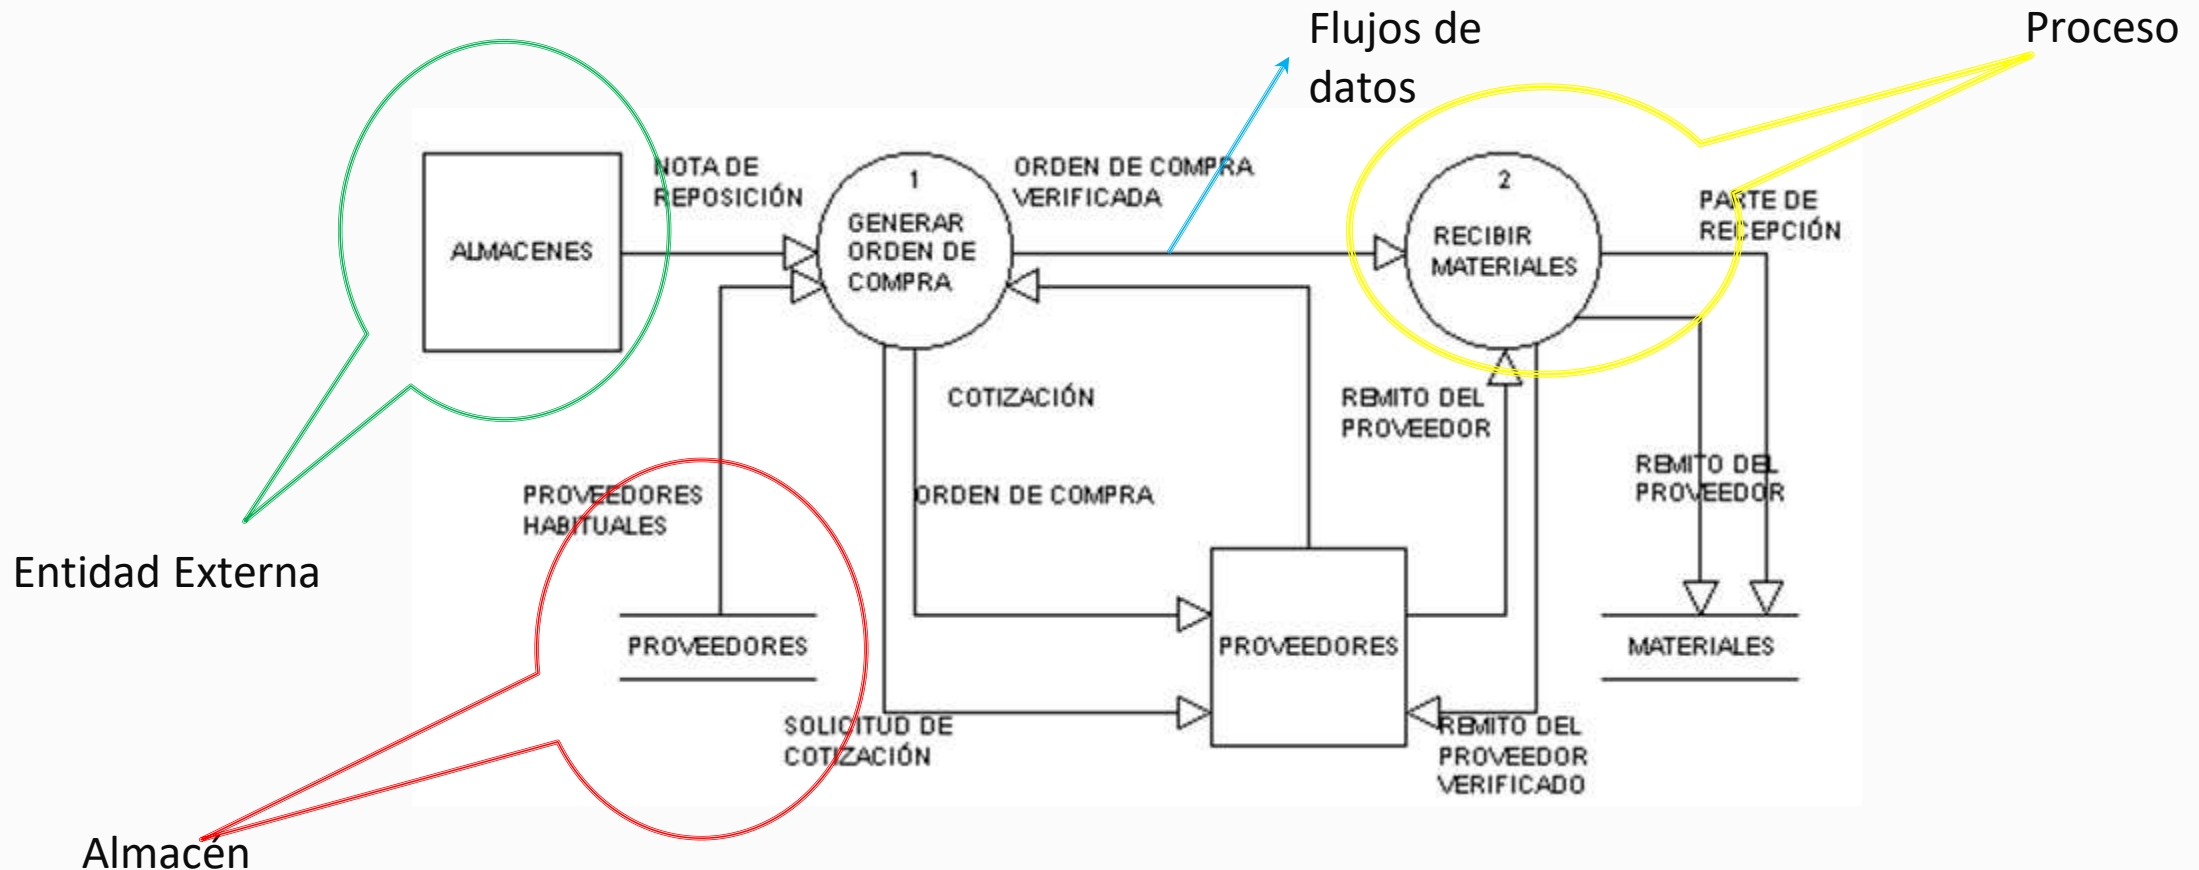 Flujos de
datos
Proceso
NOTA DE
REPOSICIÓN
ORDEN DE COMPRA
VERIFICADA
1
GENERAR
ORDEN DE
COMPRA
2
RECIBIR
MATERIALES
PARTE DE
RECEPCIÓN
ALMACENES
COTIZACIÓN
REMITO DEL
PROVEEDOR
REMITO DEL
PROVEEDOR
PROVEEDORES
HABITUALES
ORDEN DE COMPRA
Entidad Externa
PROVEEDORES
PROVEEDORES
MATERIALES
SOLICITUD DE
COTIZACIÓN
REMITO DEL
PROVEEDOR
VERIFICADO
Almacén